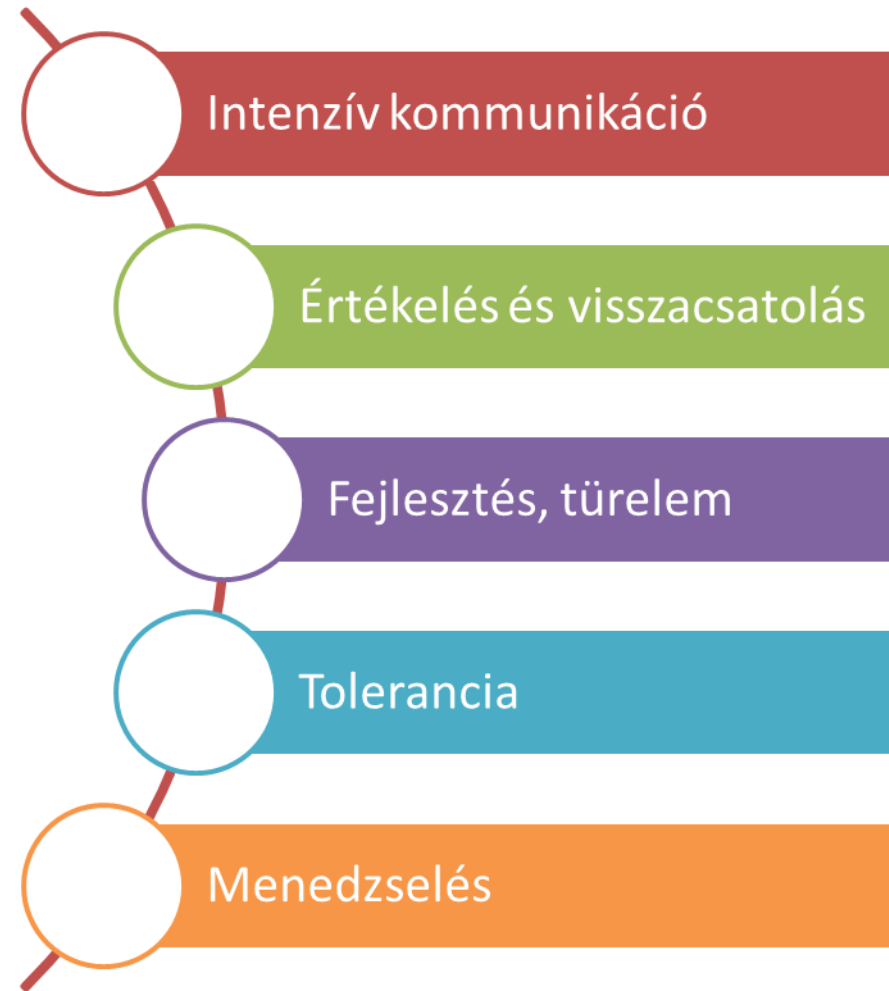 Intenzív kommunikáció
Értékelés és visszacsatolás
Fejlesztés, türelem
Tolerancia
Menedzselés